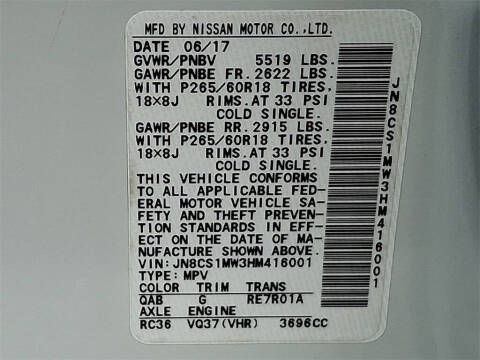 MFD BY NISSAN MOTOR CO.,LTD.
DATE 06/17
GVWR/PNBV 5519 LBS.
GAWR/PNBE FR. 2622 LBS.
WITH P265/60R18 TIRES,
18×8J RIMS.AT 33 PSI
COLD SINGLE.
GAWR/PNBE RR. 2915 LBS.
WITH P265/60R18 TIRES,
18×8J RIMS.AT 33 PSI
COLD SINGLE.
THIS VEHICLE CONFORMS
TO ALL APPLICABLE FED-
ERAL MOTOR VEHICLE SA-
FETY AND THEFT PREVEN-
TION STANDARDS IN EFFECT
ON THE DATE OF MA-
NUFACTURE SHOWN ABOVE.
VIN: JN8CS1MW3HM416001
TYPE: MPV
COLOR TRIM TRANS
QAB G RE7R01A
AXLE ENGINE
RC36 VQ37(VHR) 3696CC
JN8CS1MW3HM416001